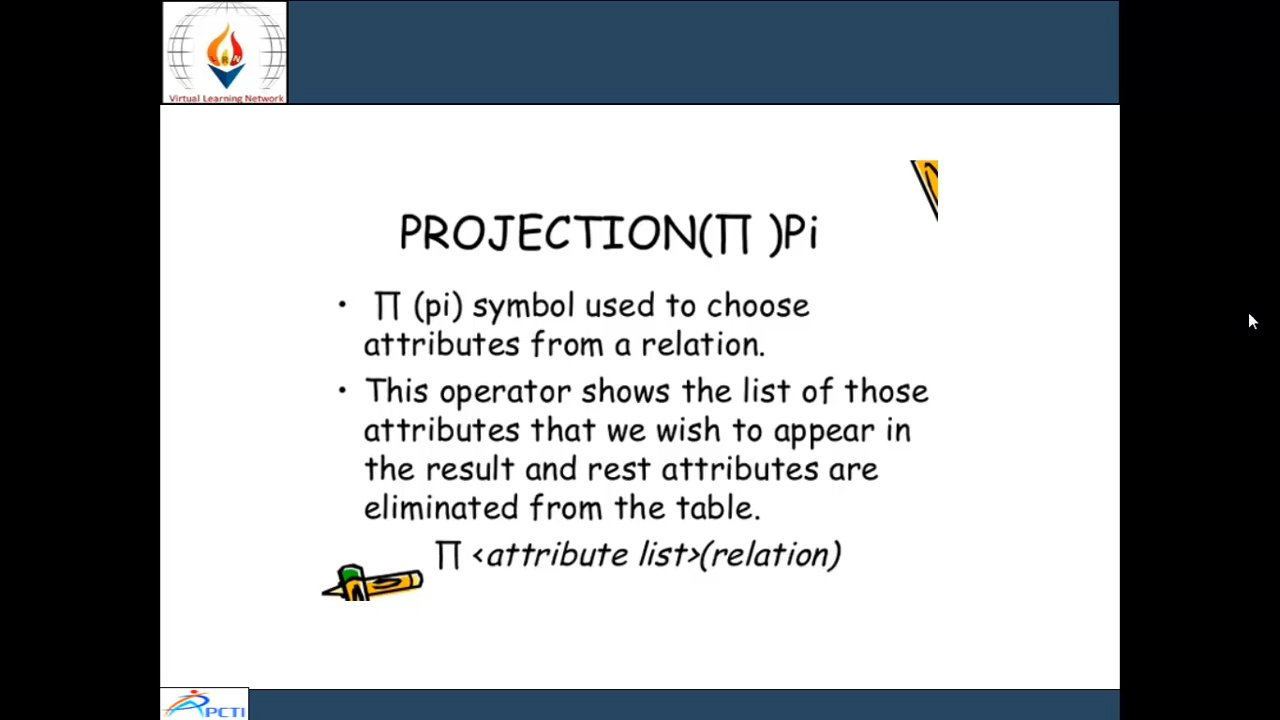 Virtual Learning Network
PROJECTION(∏ )Pi
• ∏ (pi) symbol used to choose
attributes from a relation.
• This operator shows the list of those
attributes that we wish to appear in
the result and rest attributes are
eliminated from the table.
∏ <attribute list>(relation)
PCTI